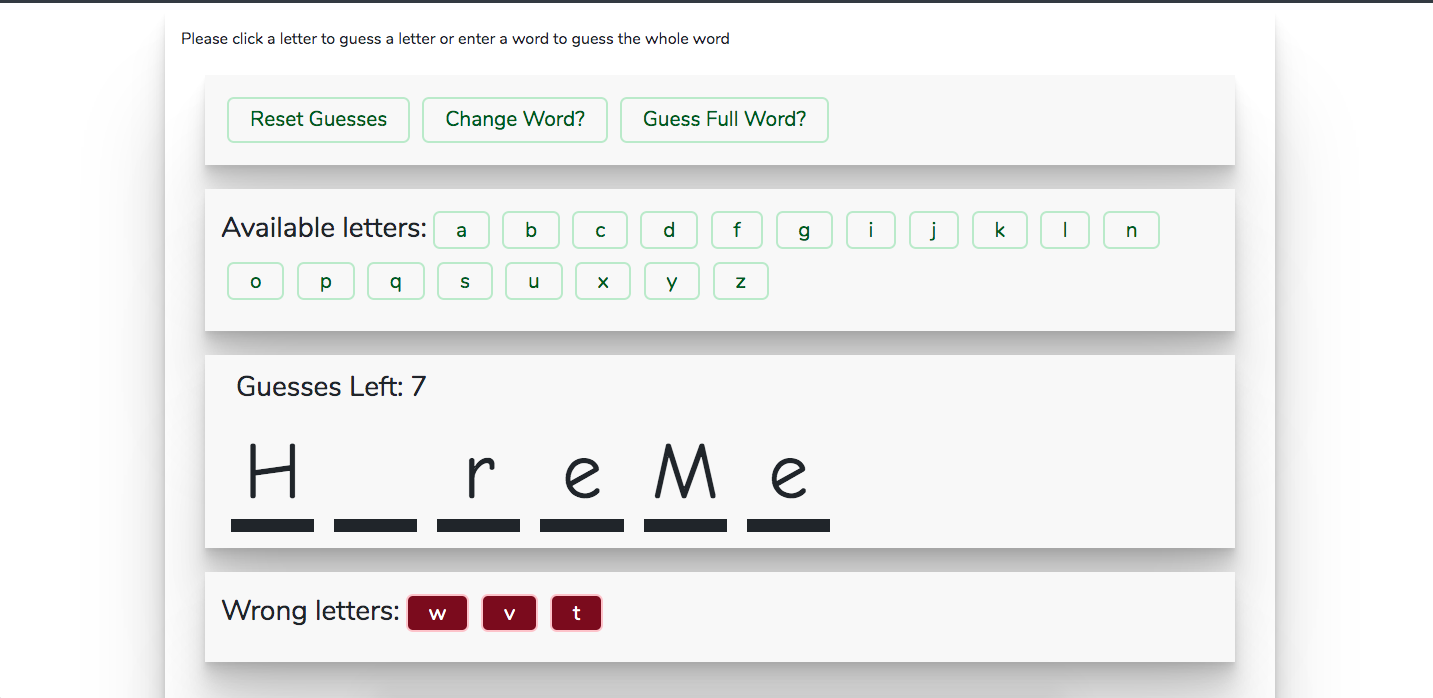 Please click a letter to guess a letter or enter a word to guess the whole word
Reset Guesses Change Word? Guess Full Word?
Available letters: a b c d f g i j k l n
o p q s u x y z
Guesses Left: 7
H r e M e
Wrong letters: w v t